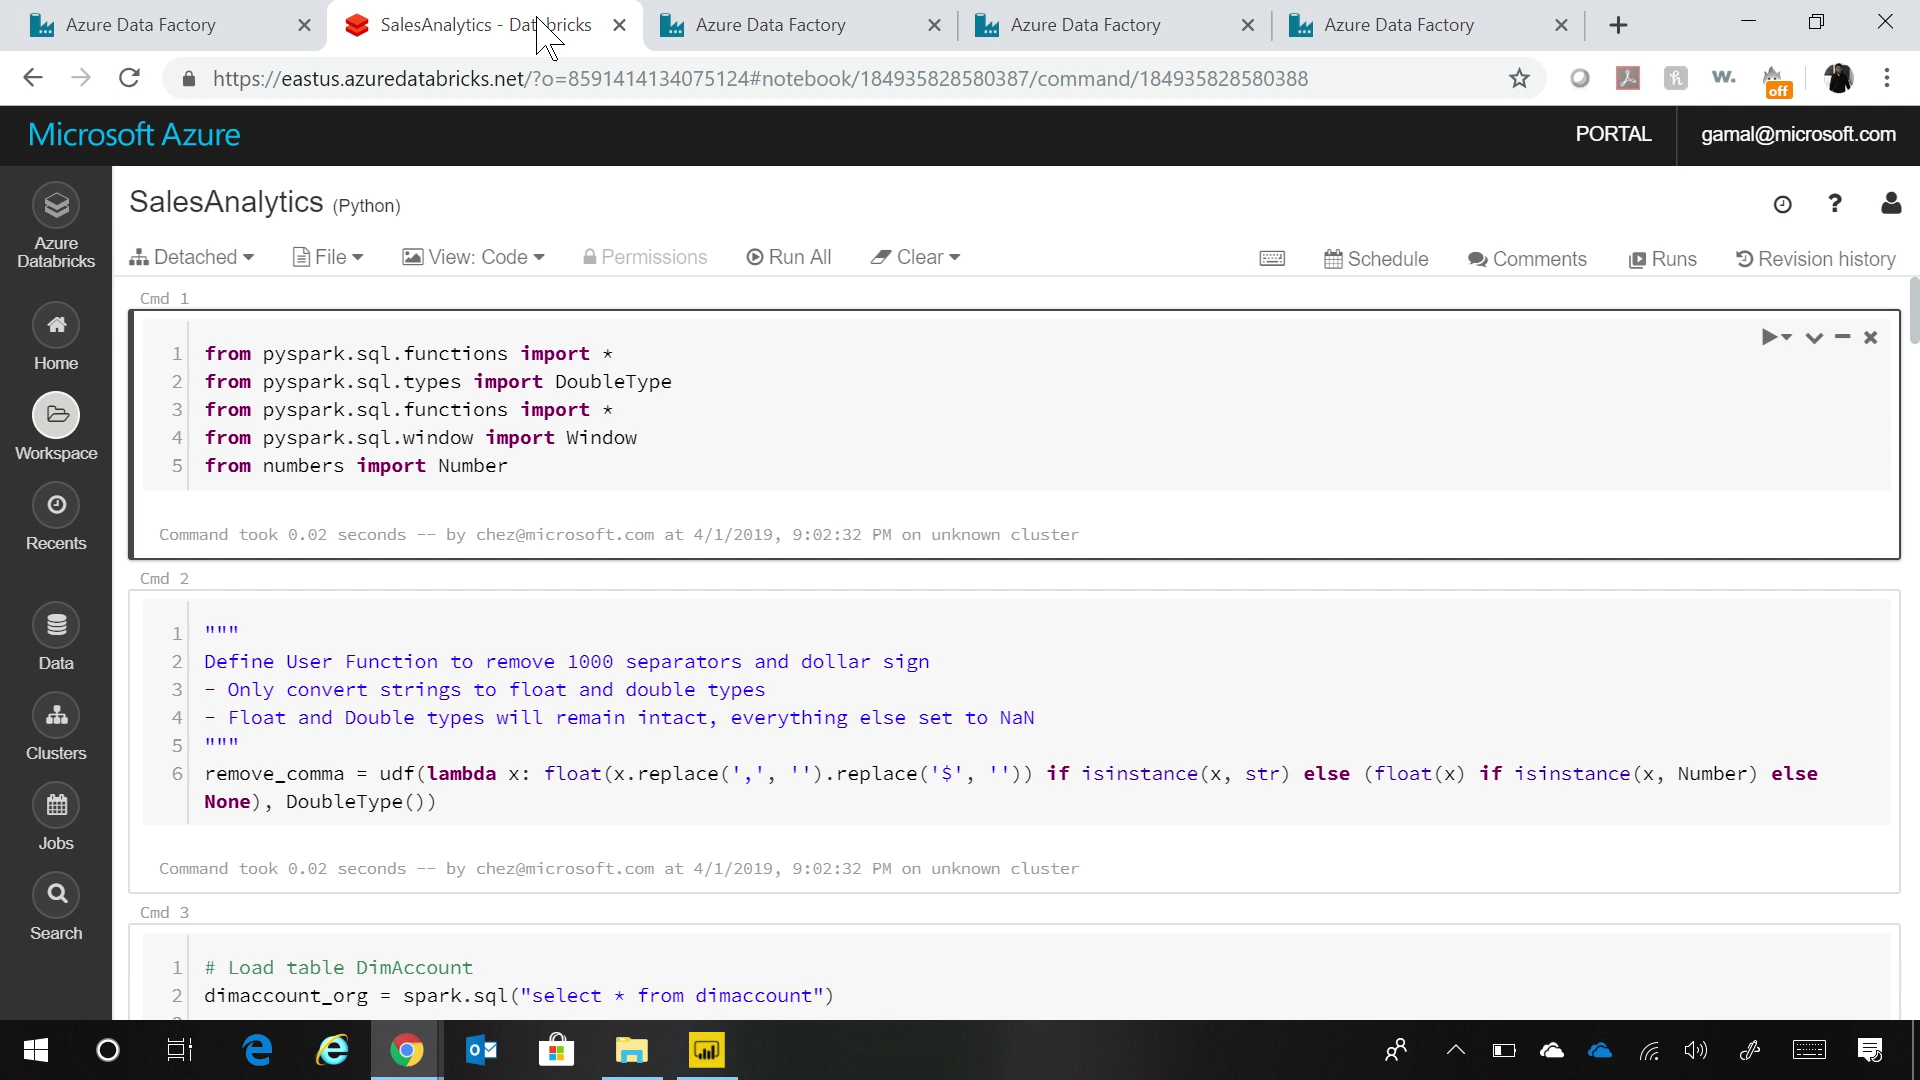 Azure Data Factory
SalesAnalytics - Databricks
Azure Data Factory
Azure Data Factory
Azure Data Factory
https://eastus.azuredatabricks.net/?o=8591414134075124#notebook/184935828580387/command/184935828580388
W.
off
Microsoft Azure
PORTAL
gamal@microsoft.com
Azure
Databricks
Home
Workspace
Recents
Data
Clusters
Jobs
Search
SalesAnalytics (Python)
?
Detached File View: Code Permissions Run All Clear
Schedule Comments Runs Revision history
Cmd 1
1 from pyspark.sql.functions import *
2 from pyspark.sql.types import DoubleType
3 from pyspark.sql.functions import *
4 from pyspark.sql.window import Window
5 from numbers import Number
Command took 0.02 seconds -- by chez@microsoft.com at 4/1/2019, 9:02:32 PM on unknown cluster
Cmd 2
1 """
2 Define User Function to remove 1000 separators and dollar sign
3 - Only convert strings to float and double types
4 - Float and Double types will remain intact, everything else set to NaN
5 """
6 remove_comma = udf(lambda x: float(x.replace(',', '').replace('$', '')) if isinstance(x, str) else (float(x) if isinstance(x, Number) else
None), DoubleType())
Command took 0.02 seconds -- by chez@microsoft.com at 4/1/2019, 9:02:32 PM on unknown cluster
Cmd 3
1 # Load table DimAccount
2 dimaccount_org = spark.sql("select * from dimaccount")